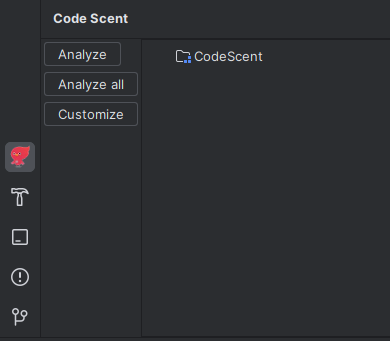 Code Scent
Analyze
CodeScent
Analyze all
Customize